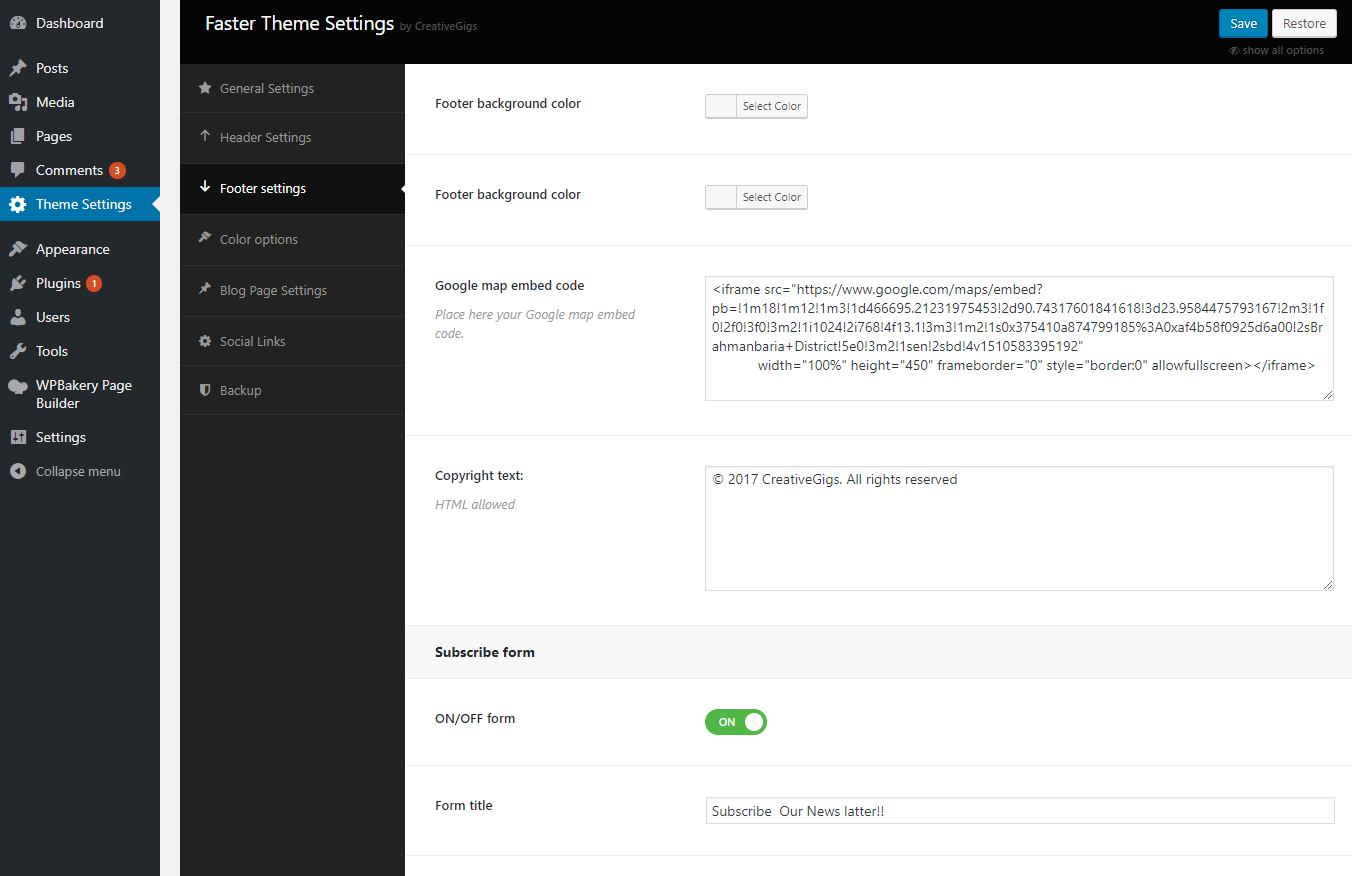 Dashboard
Posts
Media
Pages
Comments 3
Theme Settings
Appearance
Plugins 1
Users
Tools
WPBakery Page
Builder
Settings
Collapse menu
Faster Theme Settings by CreativeGigs
Save Restore
show all options
General Settings
Header Settings
Footer settings
Color options
Blog Page Settings
Social Links
Backup
Footer background color
Select Color
Footer background color
Select Color
Google map embed code
Place here your Google map embed
code.
<iframe src="https://www.google.com/maps/embed?
pb=!1m18!1m12!1m3!1d466695.21231975453!2d90.74317601841618!3d23.9584475793167!2m3!1f
0!2f0!3f0!3m2!1i1024!2i768!4f13.1!3m3!1m2!1s0x375410a874799185%3A0xaf4b58f0925d6a00!2sBr
ahmanbaria+District!5e0!3m2!1sen!2sbd!4v1510583395192"
width="100%" height="450" frameborder="0" style="border:0" allowfullscreen></iframe>
Copyright text:
HTML allowed
© 2017 CreativeGigs. All rights reserved
Subscribe form
ON/OFF form
ON
Form title
Subscribe  Our News latter!!